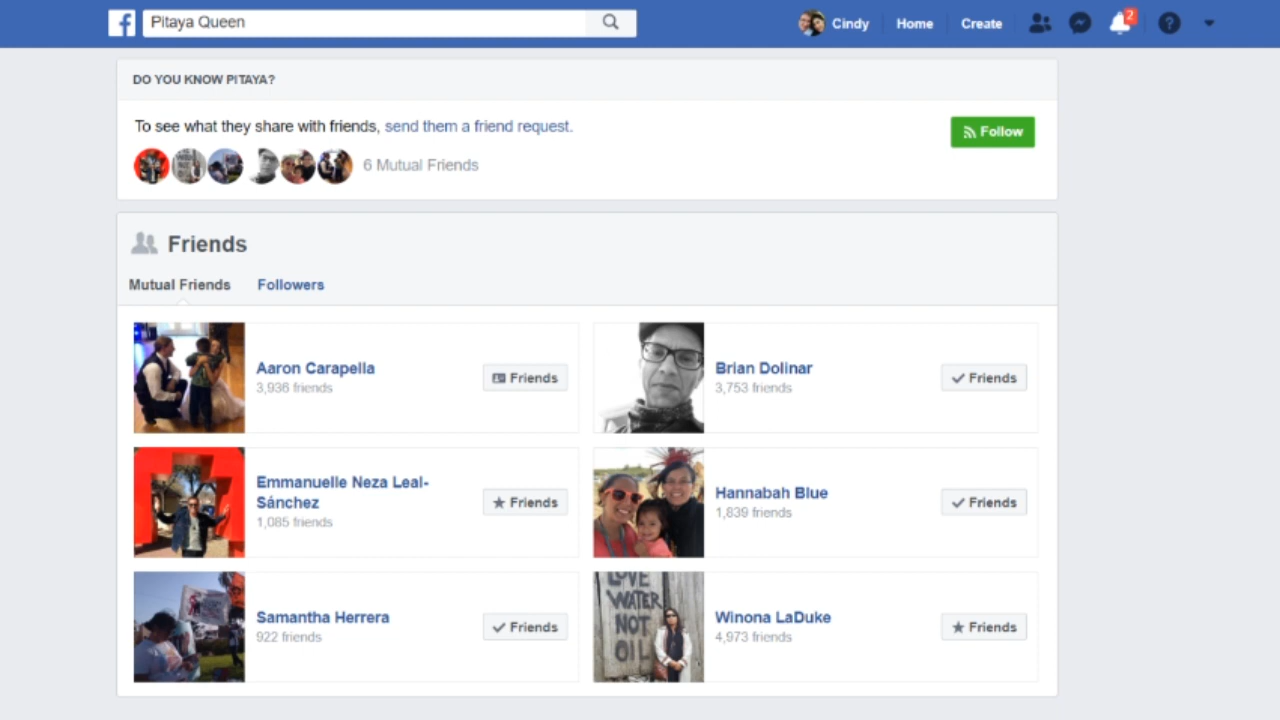 Pitaya Queen
Cindy
Home
Create
2
DO YOU KNOW PITAYA?
To see what they share with friends, send them a friend request.
Follow
6 Mutual Friends
Friends
Mutual Friends
Followers
Aaron Carapella
3,936 friends
Friends
Brian Dolinar
3,753 friends
Friends
Emmanuelle Neza Leal-
Sánchez
1,085 friends
Friends
Hannabah Blue
1,839 friends
Friends
Samantha Herrera
922 friends
Friends
LOVE
WATER
NOT
OIL
Winona LaDuke
4,973 friends
Friends